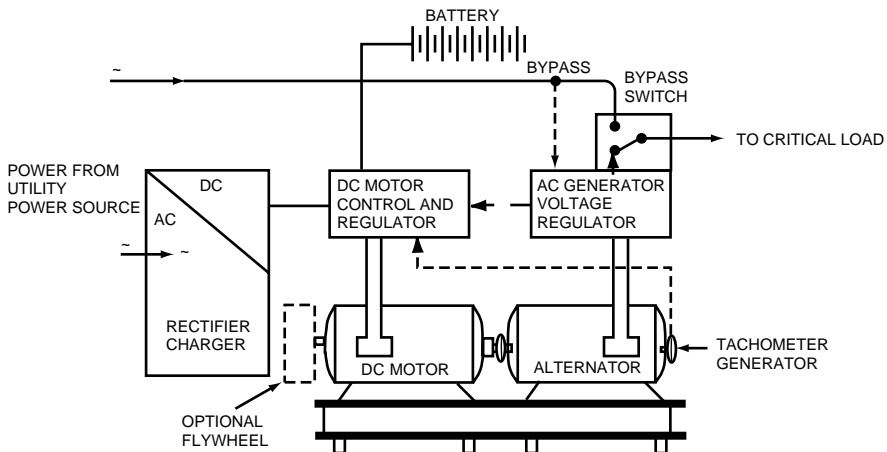 BATTERY
~
BYPASS
BYPASS
SWITCH
TO CRITICAL LOAD
POWER FROM
UTILITY
POWER SOURCE
DC
AC
~
~
RECTIFIER
CHARGER
DC MOTOR
CONTROL AND
REGULATOR
AC GENERATOR
VOLTAGE
REGULATOR
DC MOTOR
ALTERNATOR
TACHOMETER
GENERATOR
OPTIONAL
FLYWHEEL